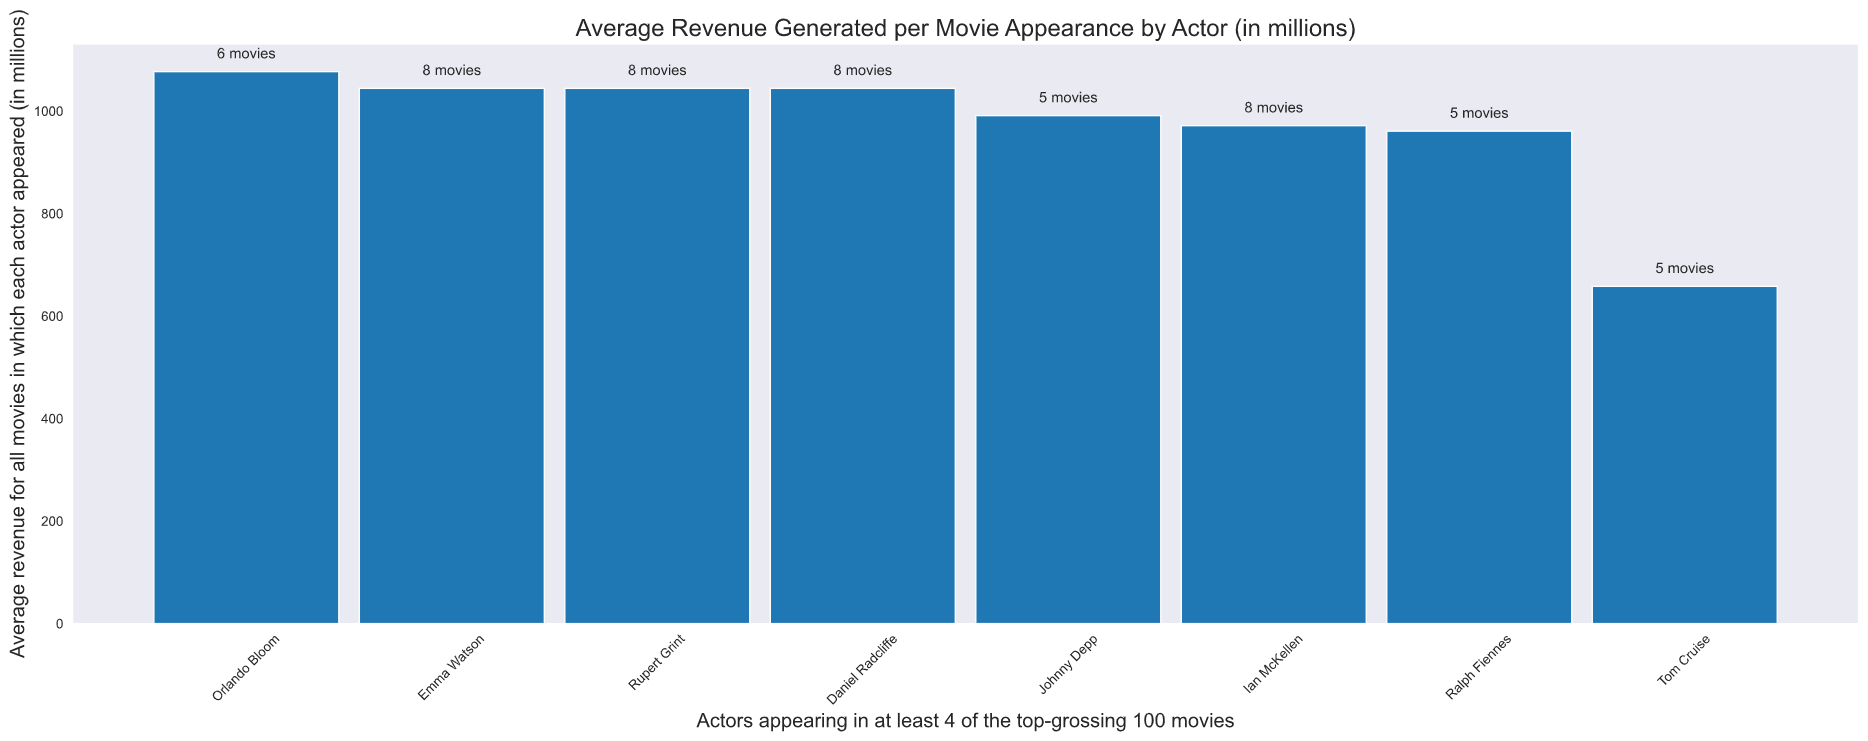 Average Revenue Generated per Movie Appearance by Actor (in millions)
Average revenue for all movies in which each actor appeared (in millions)
1000
800
600
400
200
0
6 movies
8 movies
8 movies
8 movies
5 movies
8 movies
5 movies
5 movies
Orlando Bloom
Emma Watson
Rupert Grint
Daniel Radcliffe
Johnny Depp
Ian McKellen
Ralph Fiennes
Tom Cruise
Actors appearing in at least 4 of the top-grossing 100 movies